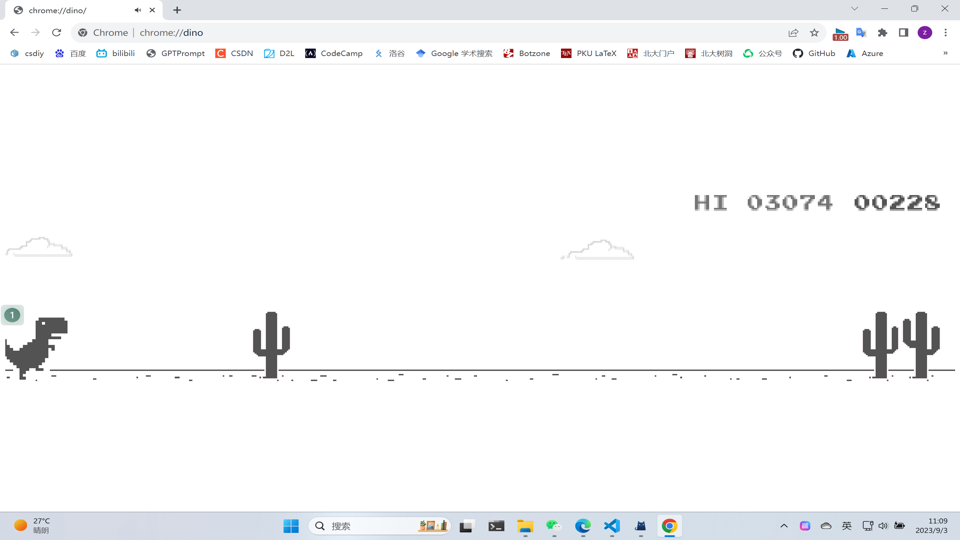 chrome://dino/
Chrome | chrome://dino
1.00
z
csdiy 百度 bilibili GPTPrompt CSDN D2L CodeCamp 洛谷 Google 学术搜索 Botzone PKU LaTeX 北大门户 北大树洞 公众号 GitHub Azure »
HI 03074 00228
1
27°C
晴朗
搜索
英
11:09
2023/9/3